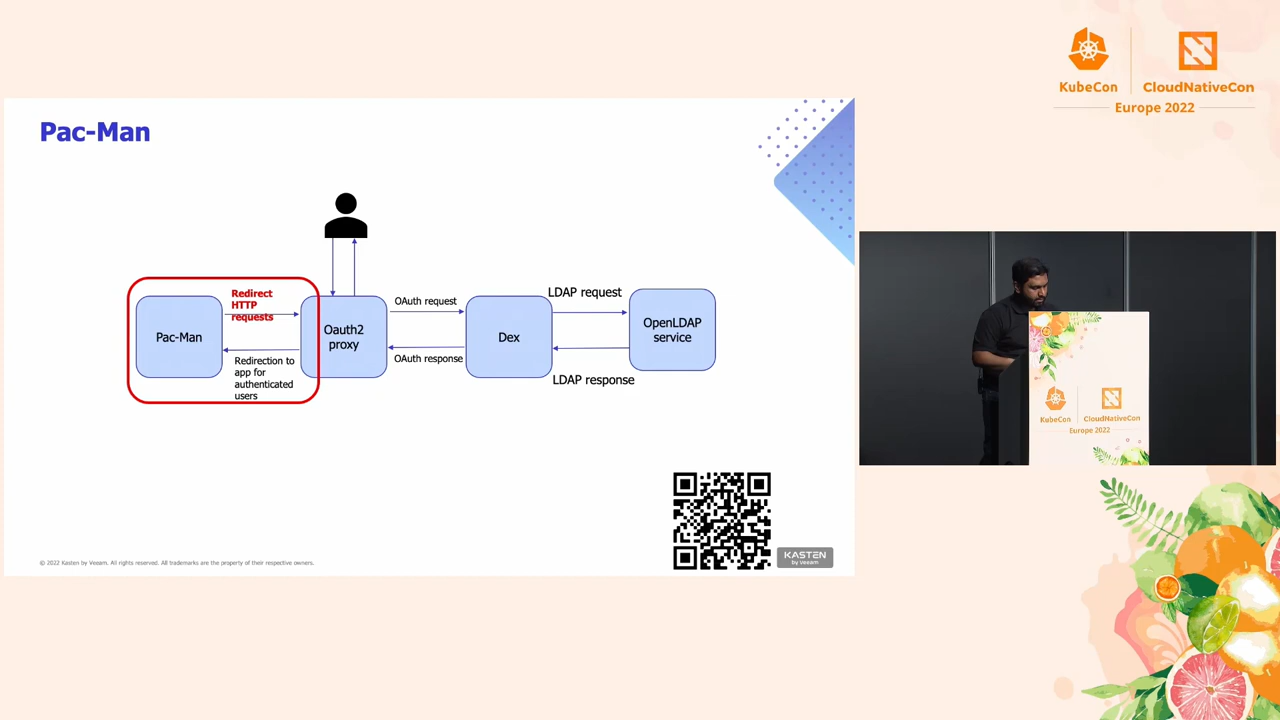 KubeCon
CloudNativeCon
Europe 2022
Pac-Man
Redirect
HTTP
requests
OAuth request
LDAP request
Pac-Man
Oauth2
proxy
Dex
OpenLDAP
service
Redirection to
app for
authenticated
users
OAuth response
LDAP response
KASTEN
by Veeam
© 2022 Kasten by Veeam. All rights reserved. All trademarks are the property of their respective owners.
KubeCon
CloudNativeCon
Europe 2022